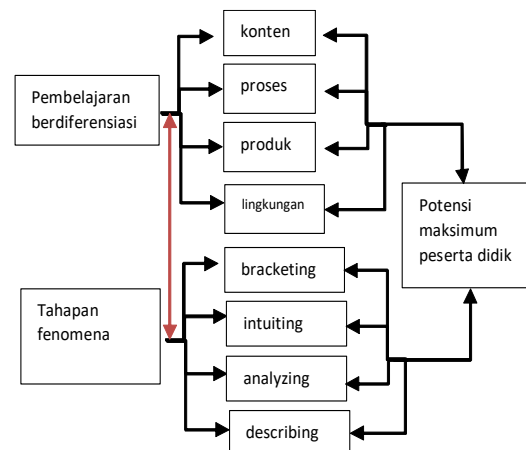 konten
proses
Pembelajaran
berdiferensiasi
produk
lingkungan
Potensi
maksimum
peserta didik
bracketing
Tahapan
fenomena
intuiting
analyzing
describing